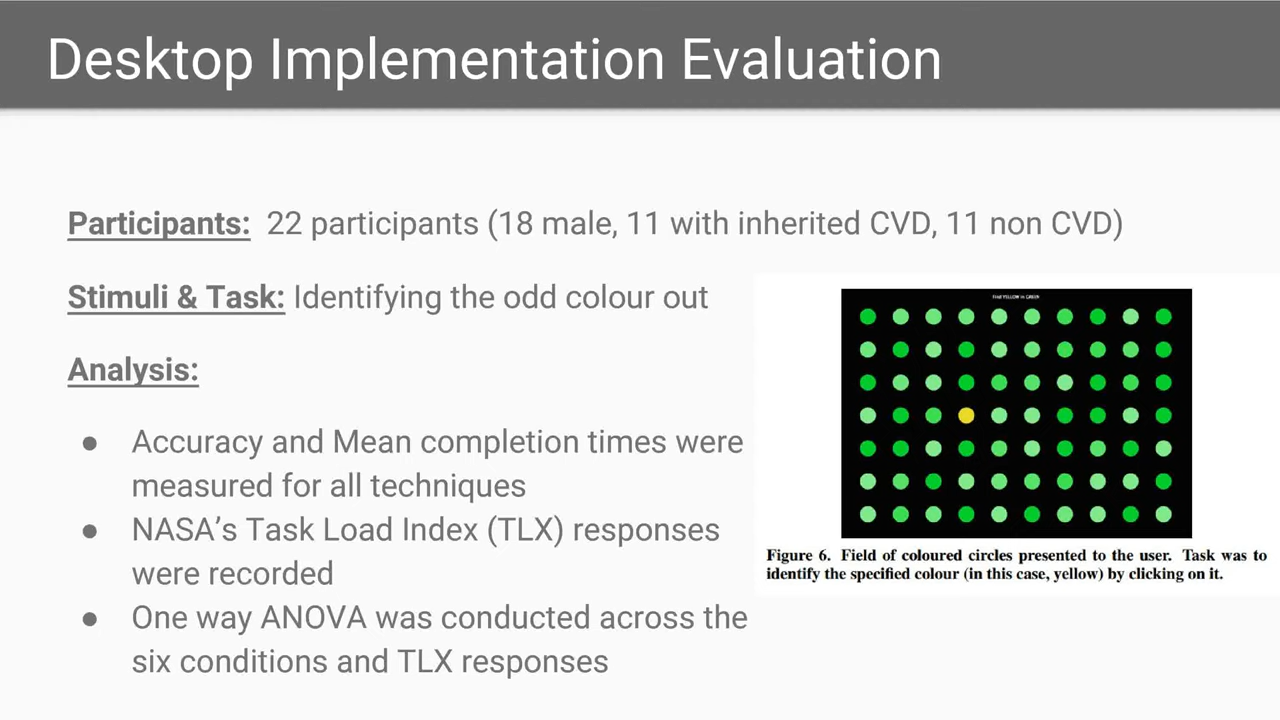 Desktop Implementation Evaluation
Participants: 22 participants (18 male, 11 with inherited CVD, 11 non CVD)
Stimuli & Task: Identifying the odd colour out
Analysis:
● Accuracy and Mean completion times were
measured for all techniques
● NASA’s Task Load Index (TLX) responses
were recorded
● One way ANOVA was conducted across the
six conditions and TLX responses
Find YELLOW in GREEN
Figure 6. Field of coloured circles presented to the user. Task was to
identify the specified colour (in this case, yellow) by clicking on it.